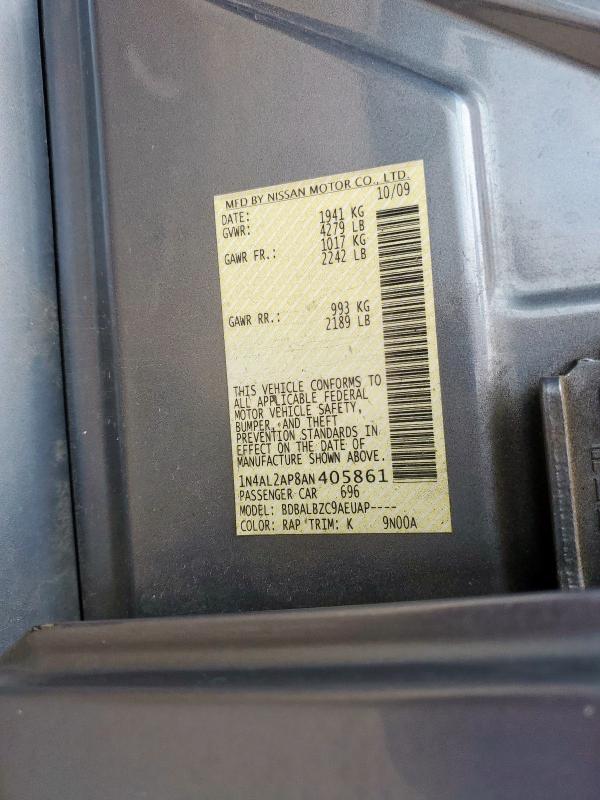 MFD BY NISSAN MOTOR CO., LTD.
DATE: 10/09
GVWR: 1941 KG
4279 LB
GAWR FR.: 1017 KG
2242 LB
GAWR RR.: 993 KG
2189 LB
THIS VEHICLE CONFORMS TO
ALL APPLICABLE FEDERAL
MOTOR VEHICLE SAFETY,
BUMPER, AND THEFT
PREVENTION STANDARDS IN
EFFECT ON THE DATE OF
MANUFACTURE SHOWN ABOVE.
1N4AL2AP8AN405861
PASSENGER CAR 696
MODEL: BDBALBZC9AEUAP----
COLOR: RAP TRIM: K 9N00A